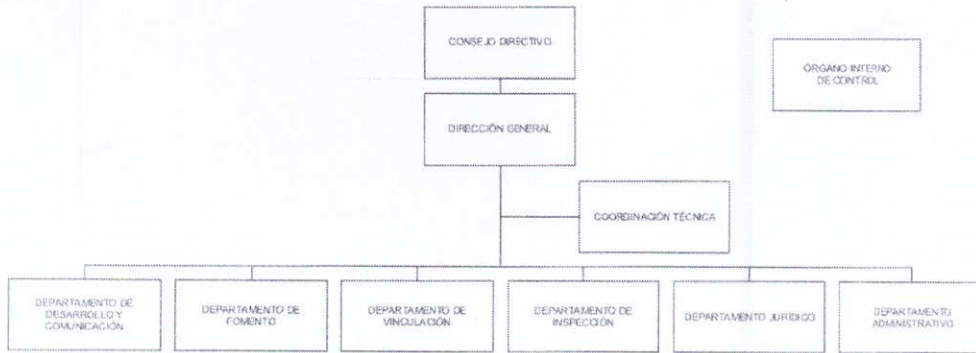 CONSEJO DIRECTIVO
ÓRGANO INTERNO
DE CONTROL
DIRECCIÓN GENERAL
COORDINACIÓN TÉCNICA
DEPARTAMENTO DE
DESARROLLO Y
COMUNICACIÓN
DEPARTAMENTO DE
FOMENTO
DEPARTAMENTO DE
VINCULACIÓN
DEPARTAMENTO DE
INSPECCIÓN
DEPARTAMENTO JURÍDICO
DEPARTAMENTO
ADMINISTRATIVO